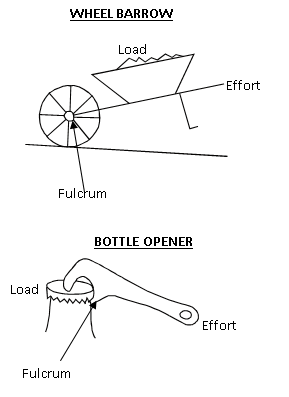 WHEEL BARROW
Load
Effort
Fulcrum
BOTTLE OPENER
Load
Effort
Fulcrum